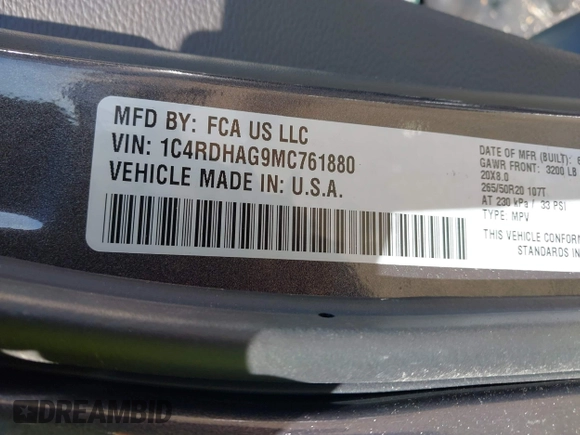 MFD BY: FCA US LLC
VIN: 1C4RDHAG9MC761880
VEHICLE MADE IN: U.S.A.
DATE OF MFR (BUILT): 6
GAWR FRONT: 3200 LB
20X8.0
265/50R20 107T
AT 230 kPa / 33 PSI
TYPE: MPV
THIS VEHICLE CONFORM
STANDARDS IN
DREAMBID